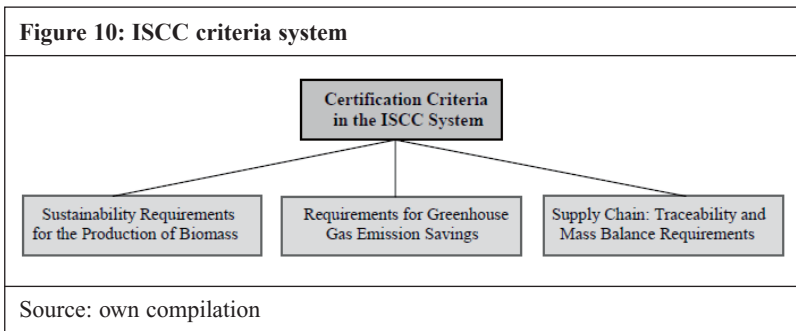 Figure 10: ISCC criteria system
Certification Criteria
in the ISCC System
Sustainability Requirements
for the Production of Biomass
Requirements for Greenhouse
Gas Emission Savings
Supply Chain: Traceability and
Mass Balance Requirements
Source: own compilation